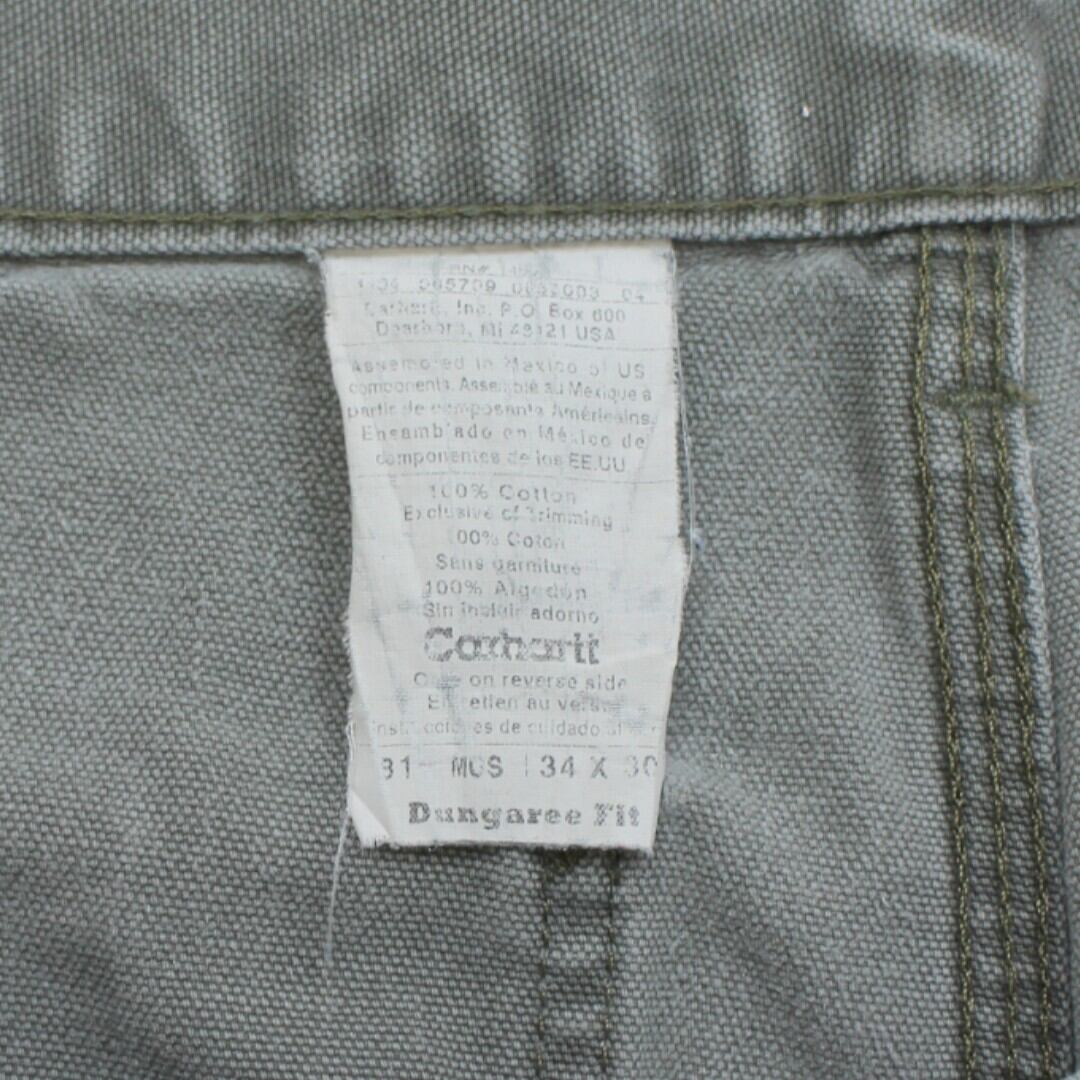 Carhartt, Inc. P.O. Box 600
Dearborn, MI 48121 USA
Assembled in Mexico of US
components. Assemblé au Mexique à
partir de composants Américains.
Ensamblado en México de
componentes de los EE.UU
100% Cotton
Exclusive of Trimming
100% Coton
Sans garniture
100% Algodón
Sin incluir adorno
Carhartt
Care on reverse side
Entretien au verso
Instrucciones de cuidado al
MOS 34 X 30
Dungaree Fit